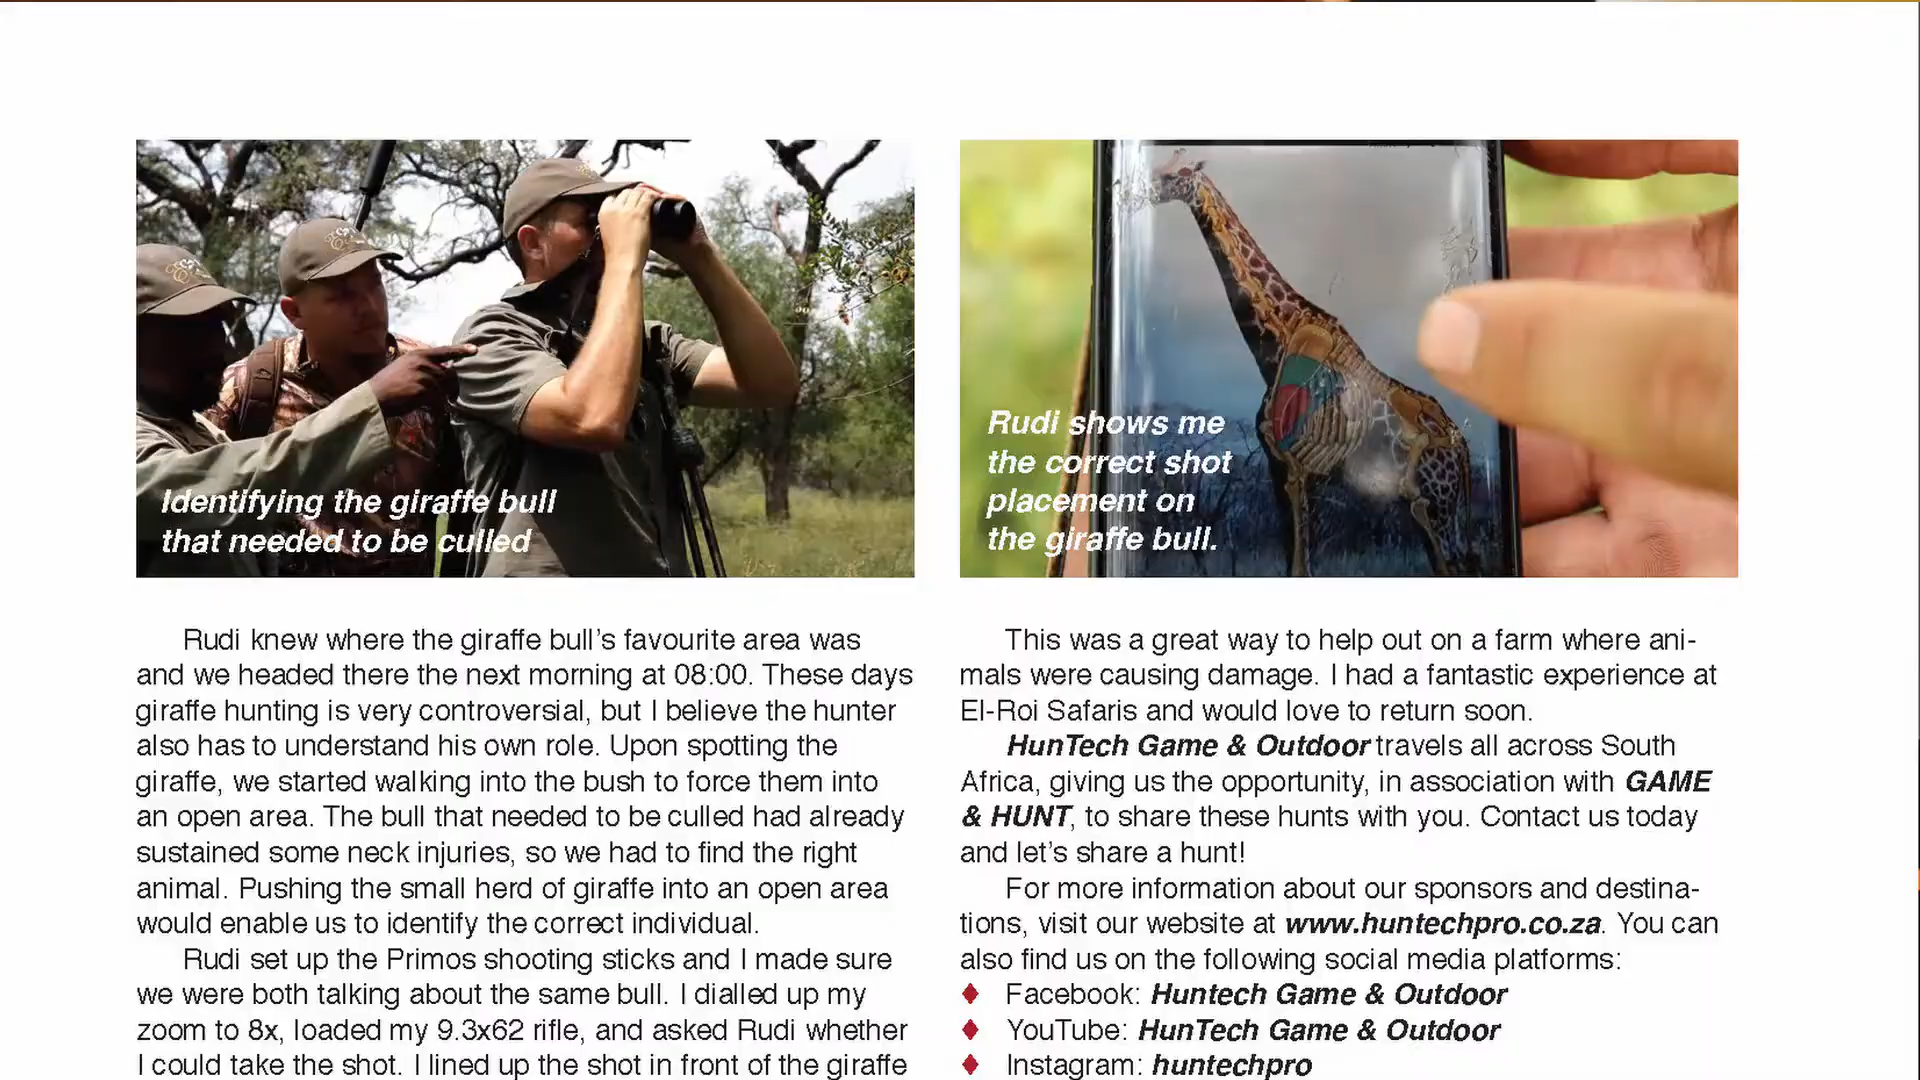 Identifying the giraffe bull
that needed to be culled
Rudi shows me
the correct shot
placement on
the giraffe bull.
Rudi knew where the giraffe bull’s favourite area was
and we headed there the next morning at 08:00. These days
giraffe hunting is very controversial, but I believe the hunter
also has to understand his own role. Upon spotting the
giraffe, we started walking into the bush to force them into
an open area. The bull that needed to be culled had already
sustained some neck injuries, so we had to find the right
animal. Pushing the small herd of giraffe into an open area
would enable us to identify the correct individual.
Rudi set up the Primos shooting sticks and I made sure
we were both talking about the same bull. I dialled up my
zoom to 8x, loaded my 9.3x62 rifle, and asked Rudi whether
I could take the shot. I lined up the shot in front of the giraffe
This was a great way to help out on a farm where ani-
mals were causing damage. I had a fantastic experience at
El-Roi Safaris and would love to return soon.
HunTech Game & Outdoor travels all across South
Africa, giving us the opportunity, in association with GAME
& HUNT, to share these hunts with you. Contact us today
and let’s share a hunt!
For more information about our sponsors and destina-
tions, visit our website at www.huntechpro.co.za. You can
also find us on the following social media platforms:
♦ Facebook: Huntech Game & Outdoor
♦ YouTube: HunTech Game & Outdoor
♦ Instagram: huntechpro